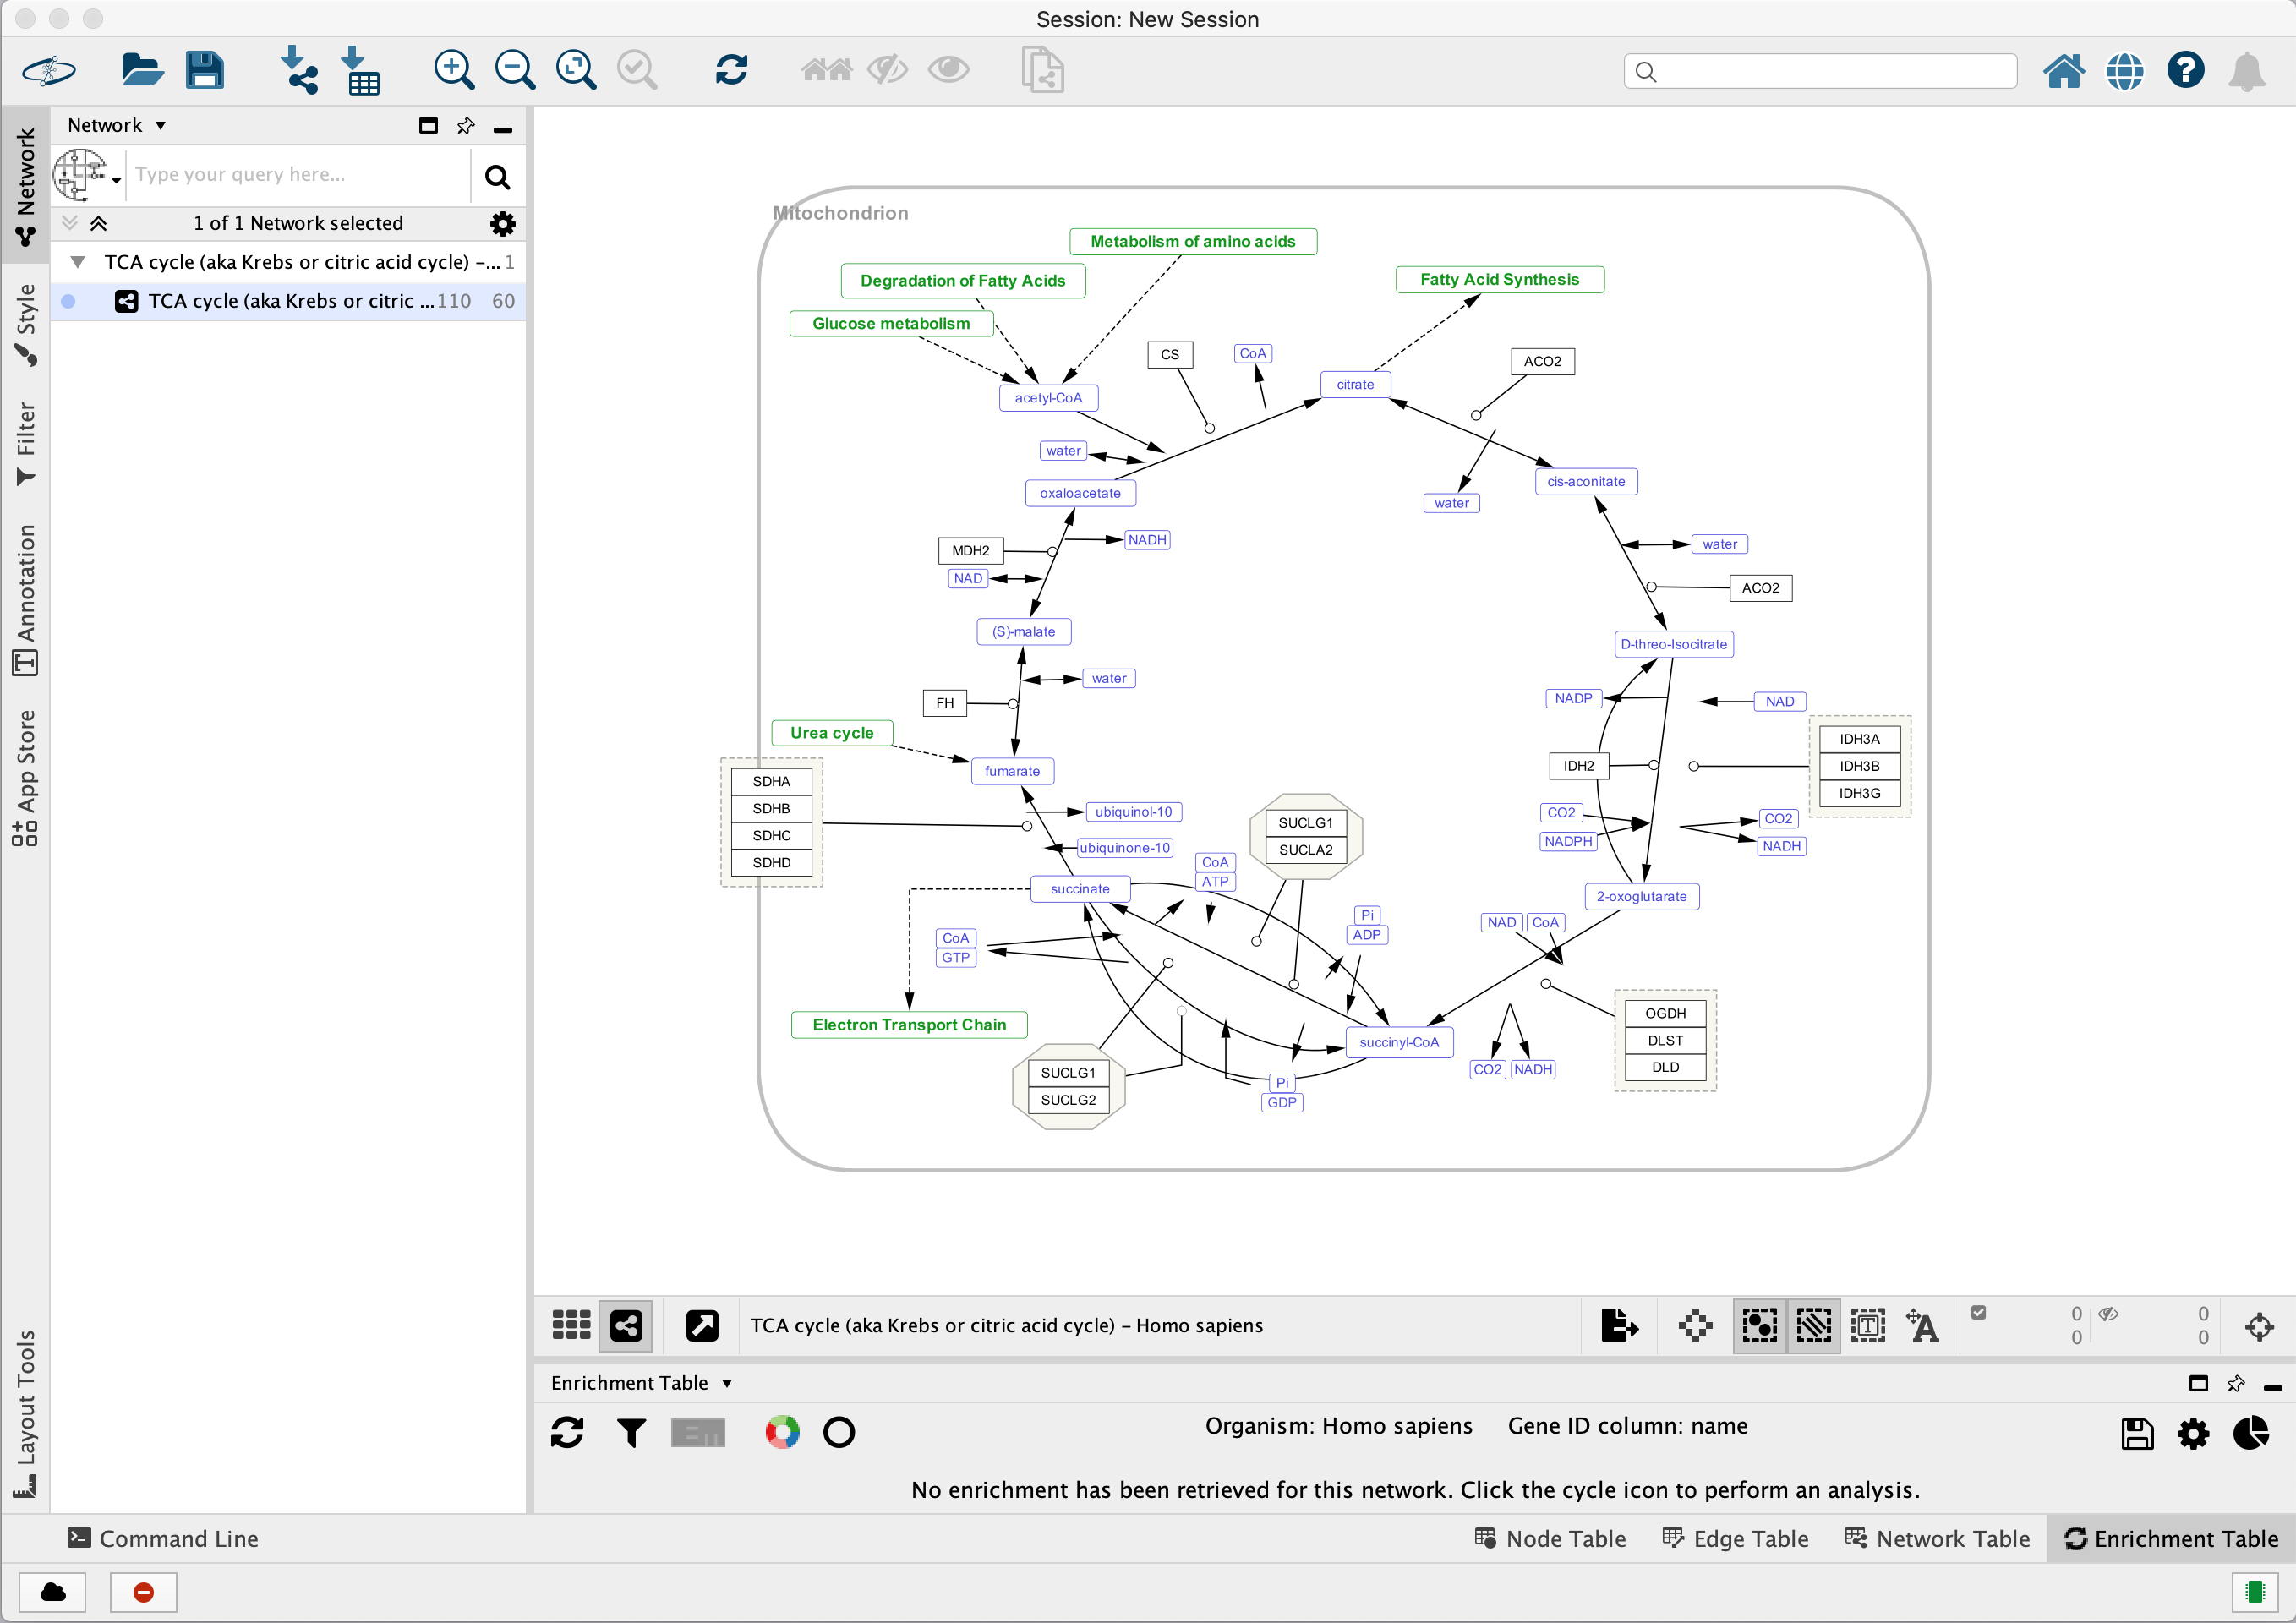 Session: New Session
Network
Type your query here...
1 of 1 Network selected
TCA cycle (aka Krebs or citric acid cycle) –... 1
TCA cycle (aka Krebs or citric ... 110 60
Network
Style
Filter
Annotation
App Store
Layout Tools
Mitochondrion
Metabolism of amino acids
Degradation of Fatty Acids
Fatty Acid Synthesis
Glucose metabolism
CS
CoA
ACO2
citrate
acetyl-CoA
water
cis-aconitate
oxaloacetate
water
NADH
water
MDH2
NAD
ACO2
(S)-malate
D-threo-Isocitrate
water
NADP
NAD
FH
Urea cycle
IDH3A
IDH3B
IDH3G
IDH2
fumarate
SDHA
SDHB
SDHC
SDHD
ubiquinol-10
ubiquinone-10
SUCLG1
SUCLA2
CO2
NADPH
CO2
NADH
CoA
ATP
succinate
2-oxoglutarate
Pi
ADP
NAD
CoA
CoA
GTP
Electron Transport Chain
OGDH
DLST
DLD
succinyl-CoA
CO2
NADH
SUCLG1
SUCLG2
Pi
GDP
TCA cycle (aka Krebs or citric acid cycle) – Homo sapiens
0 0
0 0
Enrichment Table
Organism: Homo sapiens Gene ID column: name
No enrichment has been retrieved for this network. Click the cycle icon to perform an analysis.
Command Line
Node Table
Edge Table
Network Table
Enrichment Table